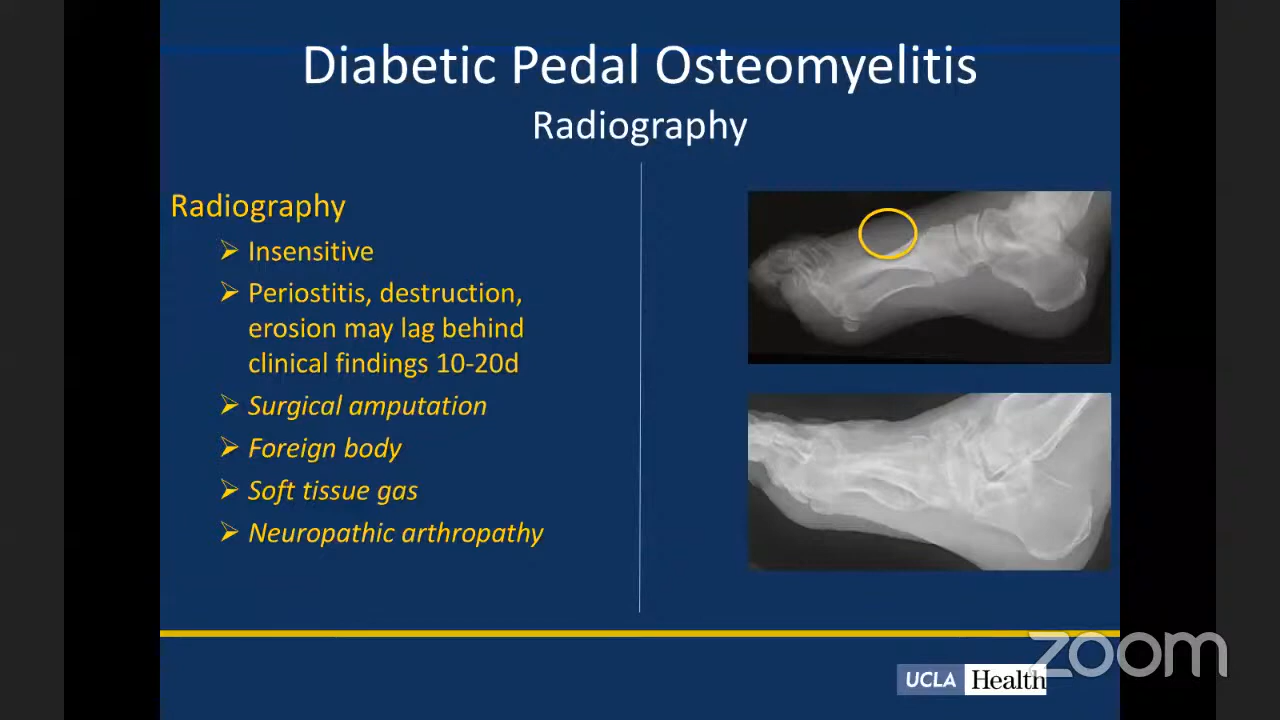 Diabetic Pedal Osteomyelitis
Radiography
Radiography
Insensitive
Periostitis, destruction,
erosion may lag behind
clinical findings 10-20d
Surgical amputation
Foreign body
Soft tissue gas
Neuropathic arthropathy
zoom
UCLA Health